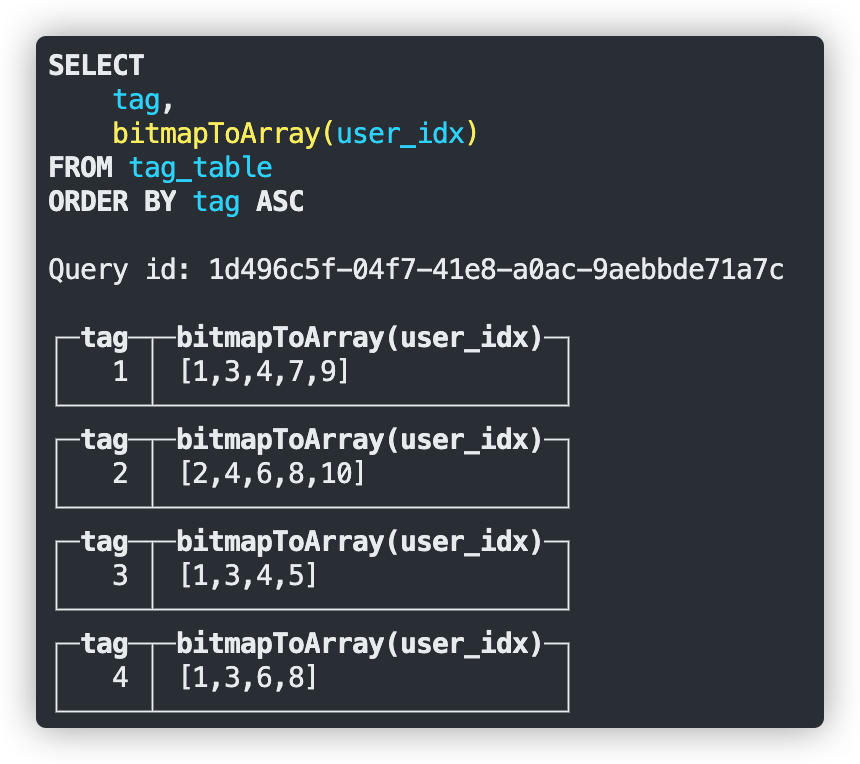 SELECT
    tag,
    bitmapToArray(user_idx)
FROM tag_table
ORDER BY tag ASC
Query id: 1d496c5f-04f7-41e8-a0ac-9aebbde71a7c
┌─tag─┬─bitmapToArray(user_idx)─┐
│   1 │ [1,3,4,7,9]             │
└─────┴─────────────────────────┘
┌─tag─┬─bitmapToArray(user_idx)─┐
│   2 │ [2,4,6,8,10]            │
└─────┴─────────────────────────┘
┌─tag─┬─bitmapToArray(user_idx)─┐
│   3 │ [1,3,4,5]               │
└─────┴─────────────────────────┘
┌─tag─┬─bitmapToArray(user_idx)─┐
│   4 │ [1,3,6,8]               │
└─────┴─────────────────────────┘